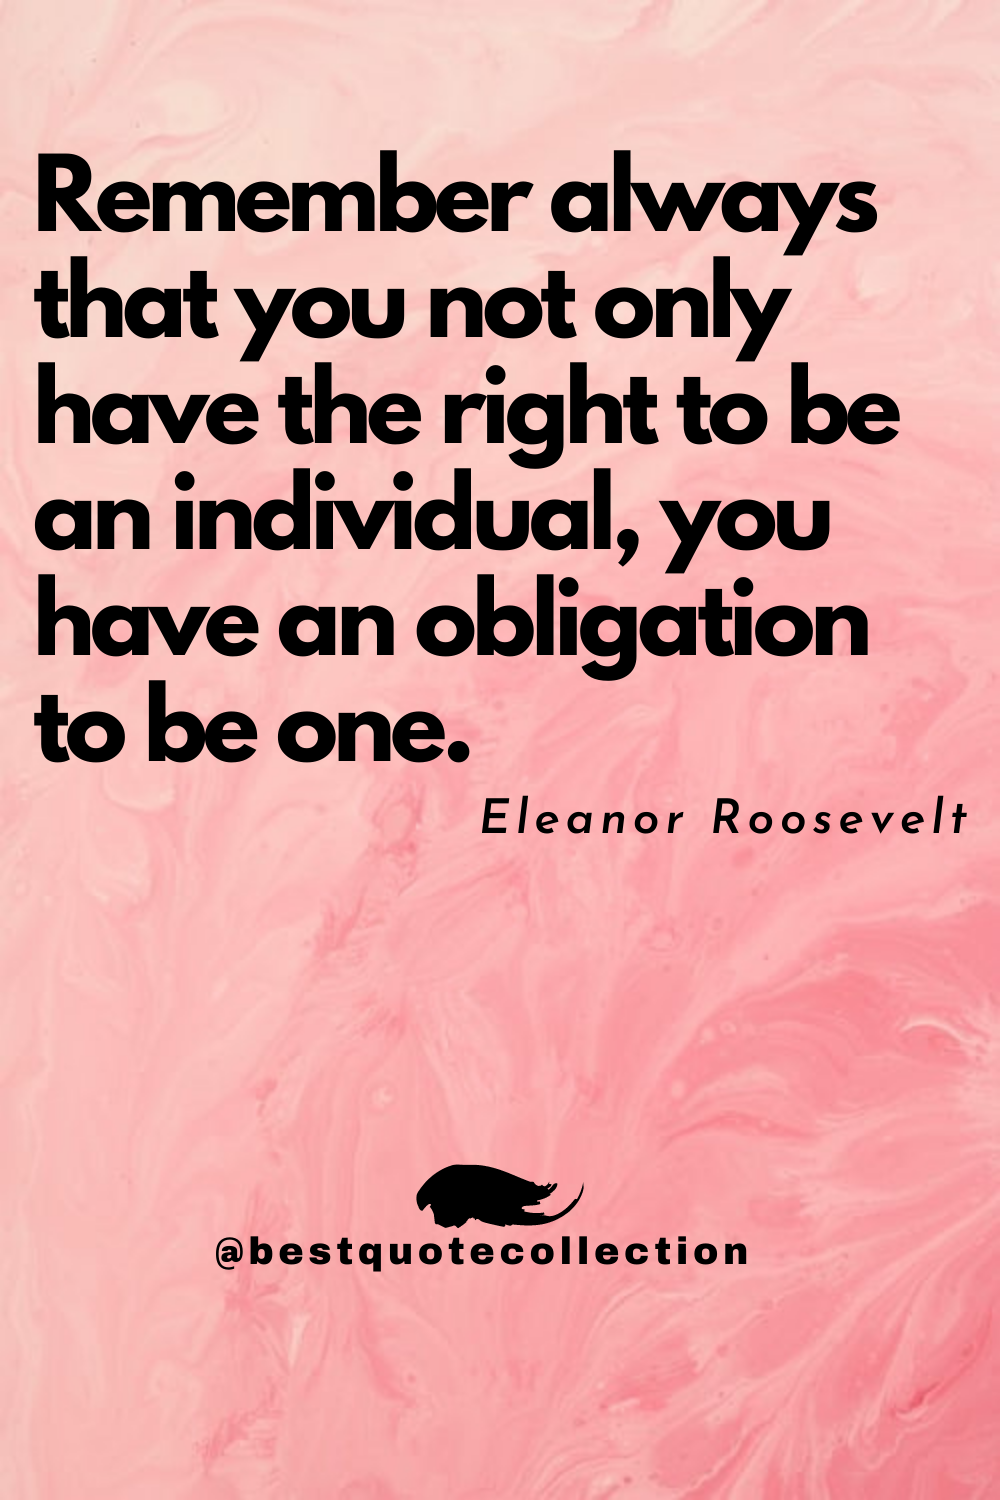 Remember always
that you not only
have the right to be
an individual, you
have an obligation
to be one.
Eleanor Roosevelt
@bestquotecollection